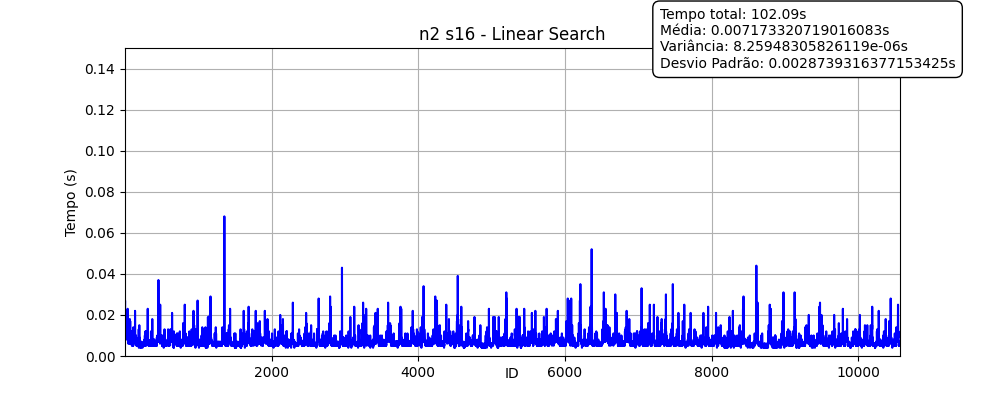 n2 s16 - Linear Search
Tempo total: 102.09s
Média: 0.007173320719016083s
Variância: 8.25948305826119e-06s
Desvio Padrão: 0.0028739316377153425s
0.14
0.12
0.10
0.08
0.06
0.04
0.02
0.00
Tempo (s)
2000
4000
6000
8000
10000
ID